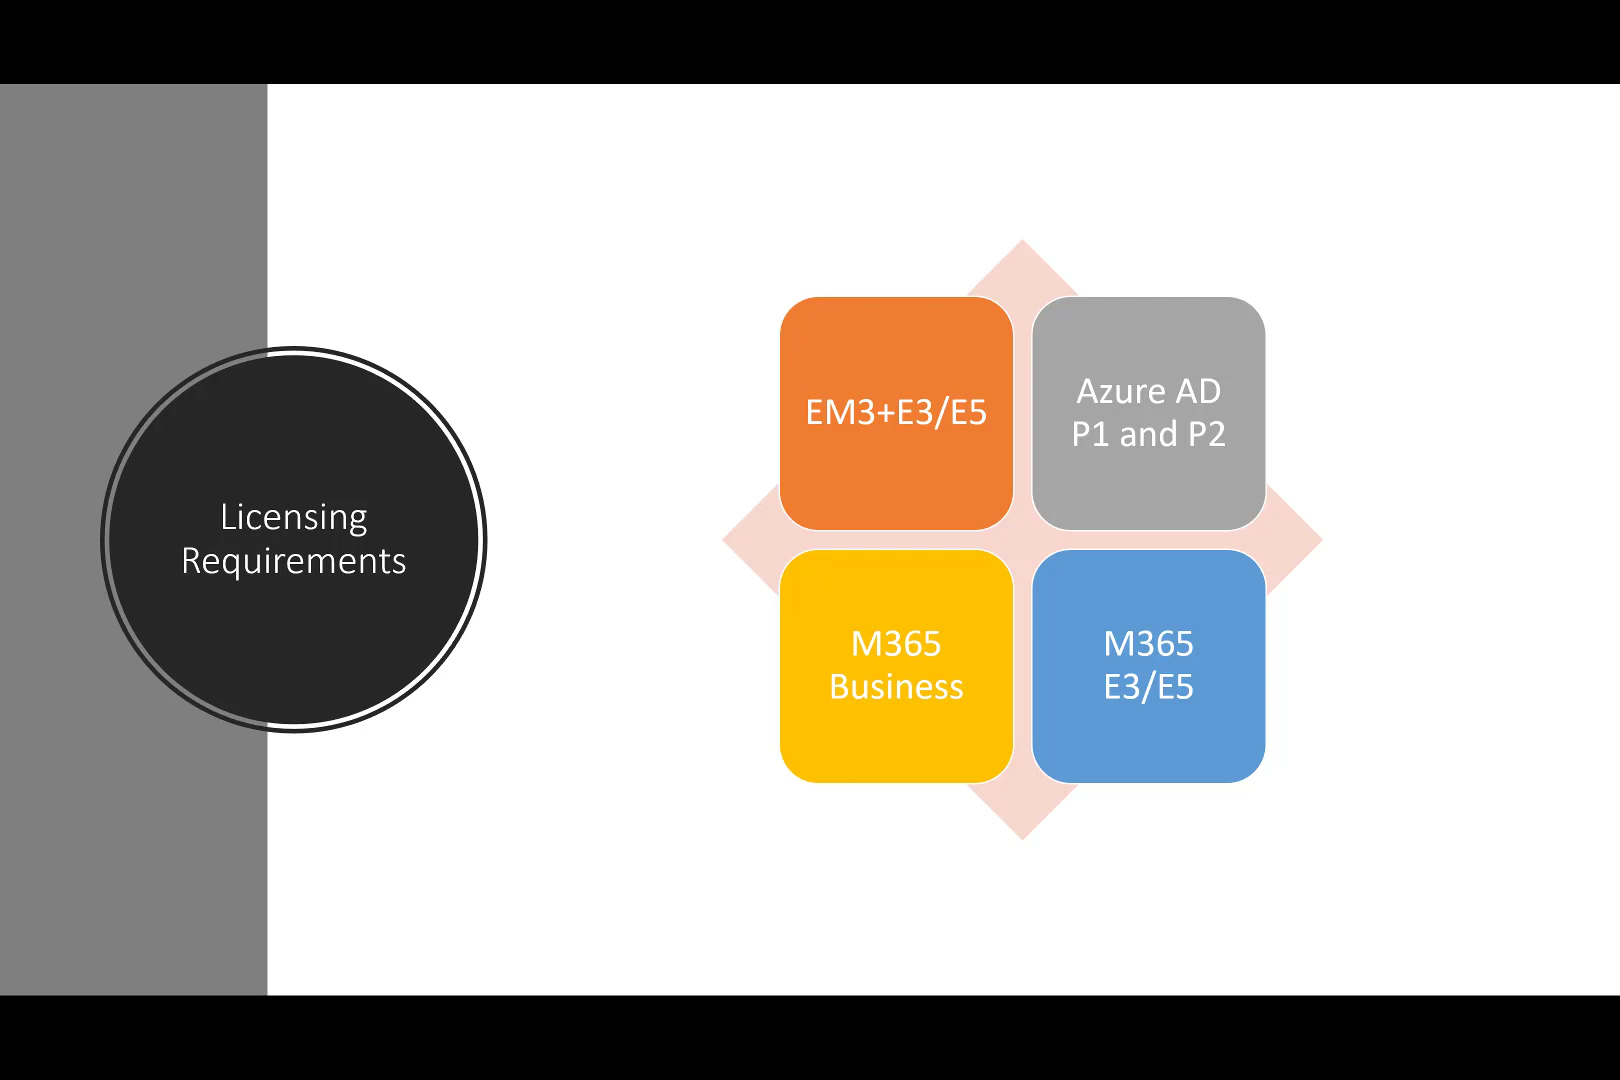 Licensing
Requirements
EM3+E3/E5
Azure AD
P1 and P2
M365
Business
M365
E3/E5